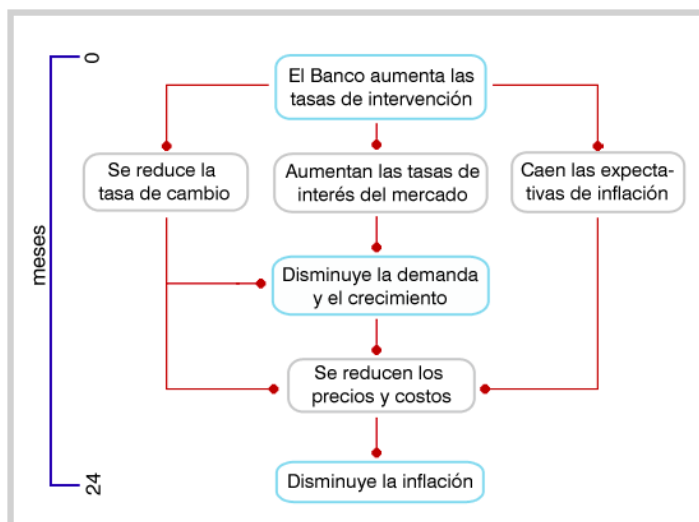 0
El Banco aumenta las
tasas de intervención
Se reduce la
tasa de cambio
Aumentan las tasas de
interés del mercado
Caen las expecta-
tivas de inflación
meses
Disminuye la demanda
y el crecimiento
Se reducen los
precios y costos
24
Disminuye la inflación